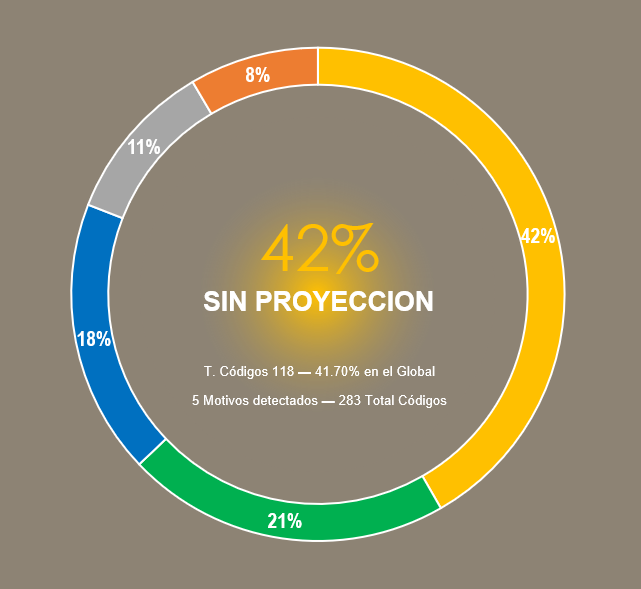 8%
11%
42%
42%
SIN PROYECCION
18%
T. Códigos 118 — 41.70% en el Global
5 Motivos detectados — 283 Total Códigos
21%